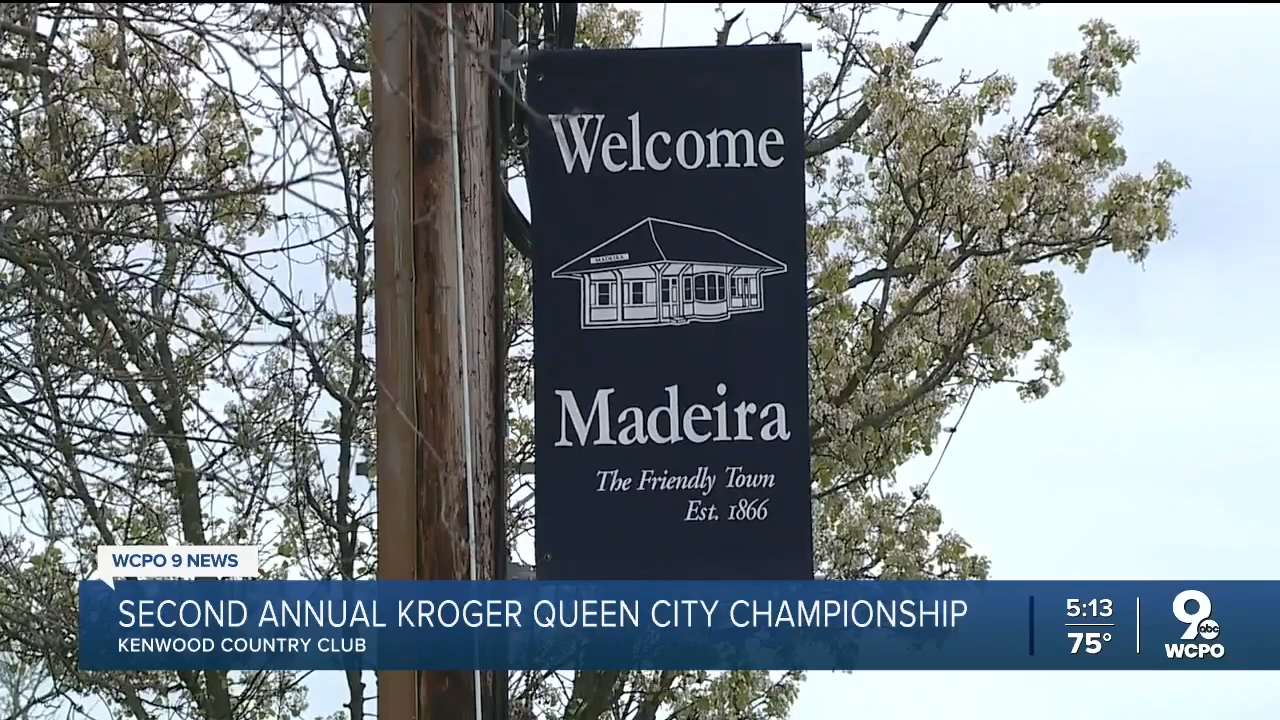 Welcome
MADEIRA
Madeira
The Friendly Town
Est. 1866
WCPO 9 NEWS
SECOND ANNUAL KROGER QUEEN CITY CHAMPIONSHIP
KENWOOD COUNTRY CLUB
5:13
75°
9
abc
WCPO